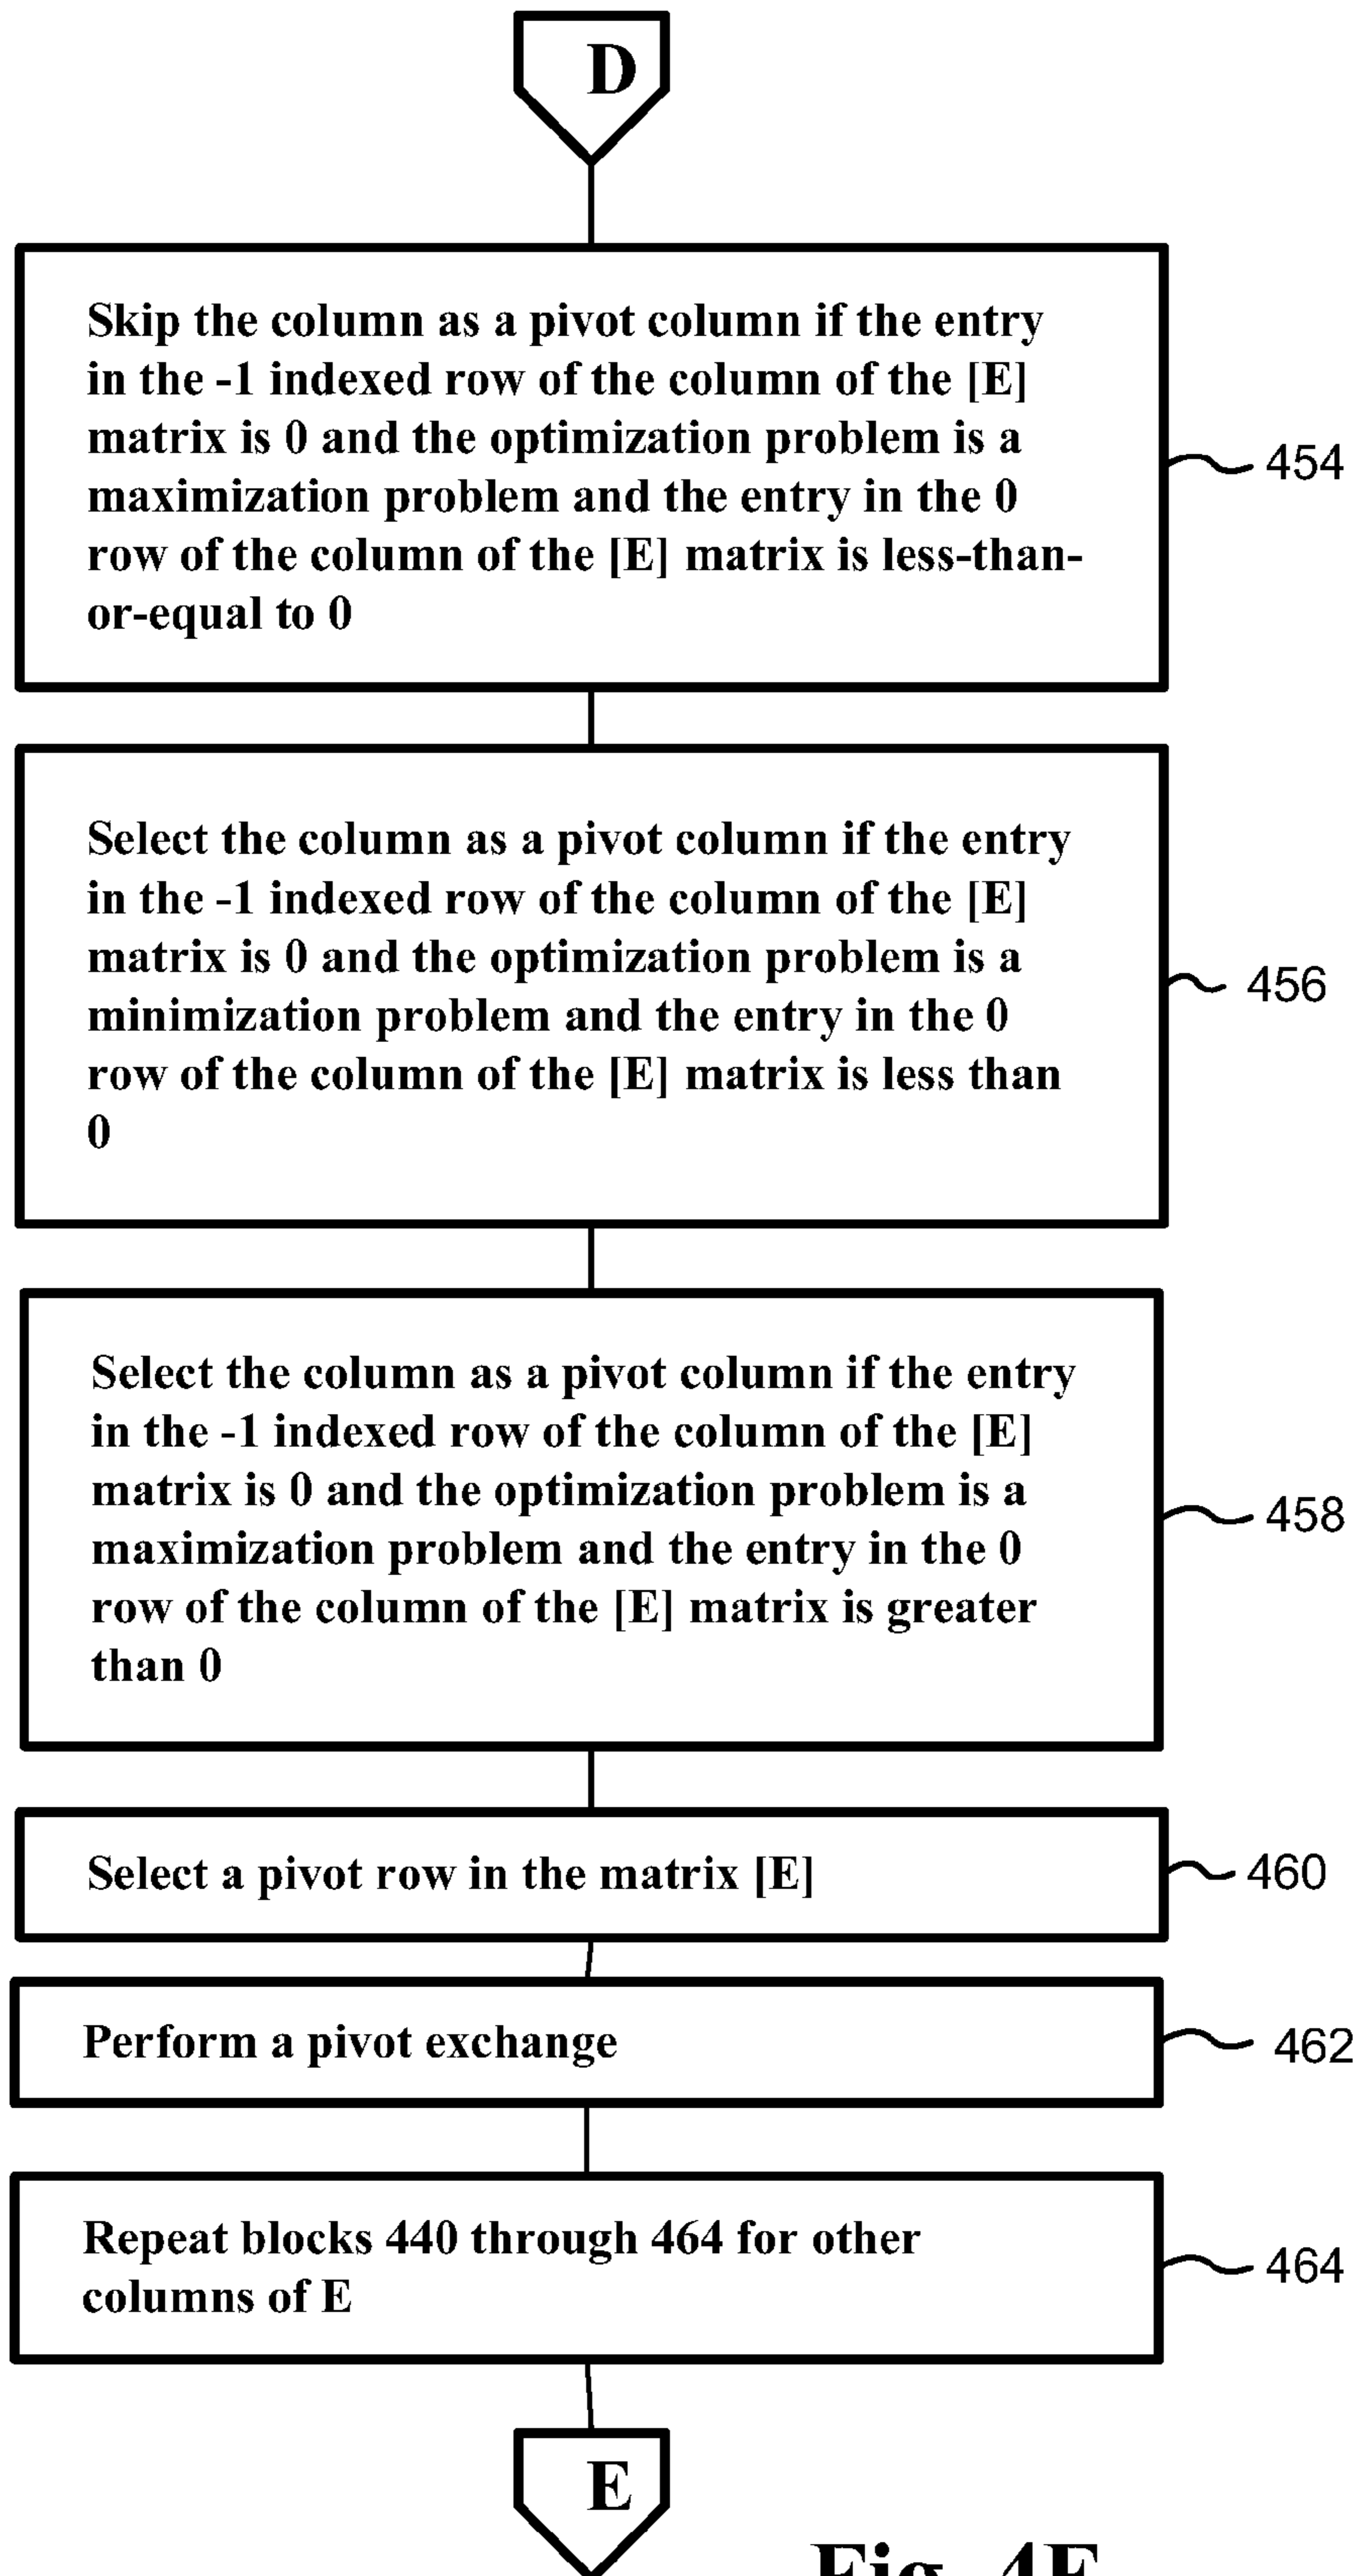 D
Skip the column as a pivot column if the entry
in the -1 indexed row of the column of the [E]
matrix is 0 and the optimization problem is a
maximization problem and the entry in the 0
row of the column of the [E] matrix is less-than-
or-equal to 0
454
Select the column as a pivot column if the entry
in the -1 indexed row of the column of the [E]
matrix is 0 and the optimization problem is a
minimization problem and the entry in the 0
row of the column of the [E] matrix is less than
0
456
Select the column as a pivot column if the entry
in the -1 indexed row of the column of the [E]
matrix is 0 and the optimization problem is a
maximization problem and the entry in the 0
row of the column of the [E] matrix is greater
than 0
458
Select a pivot row in the matrix [E]
460
Perform a pivot exchange
462
Repeat blocks 440 through 464 for other
columns of E
464
E
Fig.